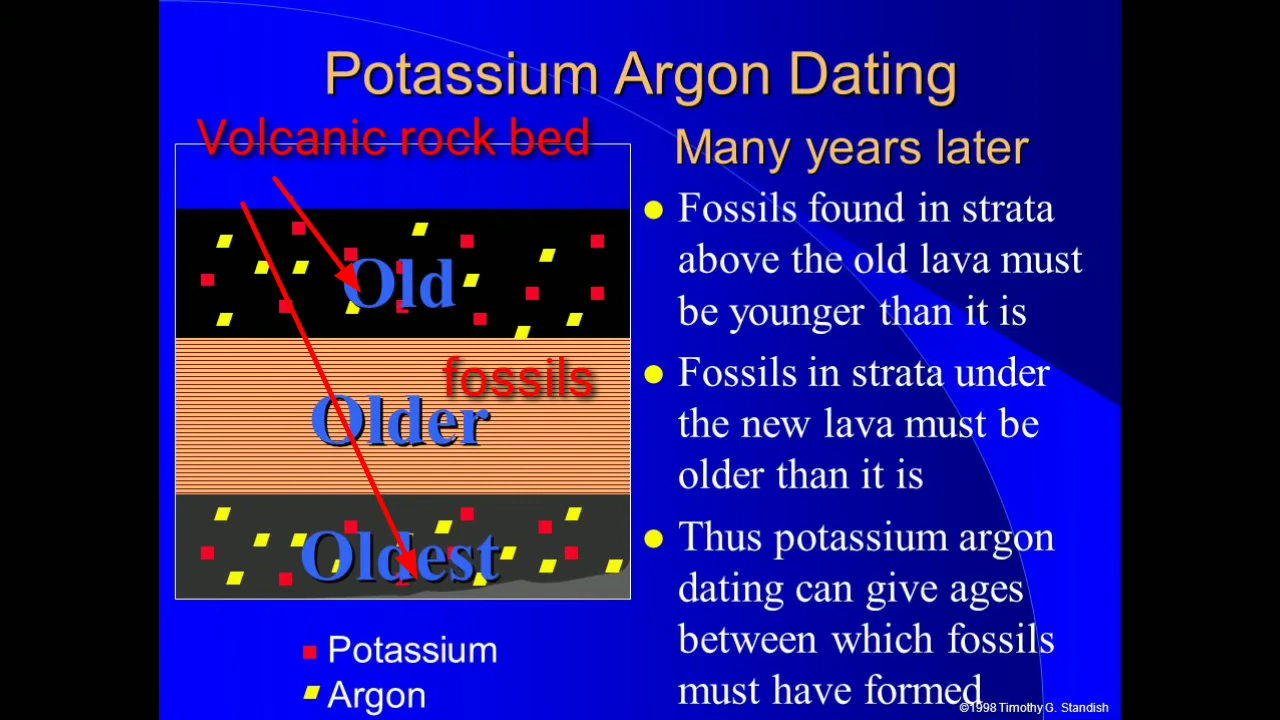 Potassium Argon Dating
Volcanic rock bed
Old
fossils
Older
Oldest
Potassium
Argon
Many years later
Fossils found in strata
above the old lava must
be younger than it is
Fossils in strata under
the new lava must be
older than it is
Thus potassium argon
dating can give ages
between which fossils
must have formed
©1998 Timothy G. Standish